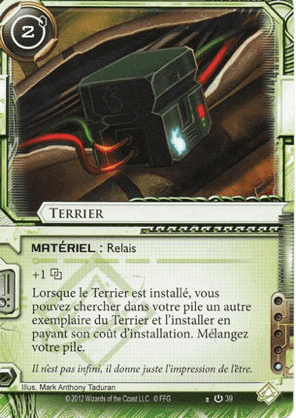 2
TERRIER
MATÉRIEL : Relais
+1
Lorsque le Terrier est installé, vous
pouvez chercher dans votre pile un autre
exemplaire du Terrier et l'installer en
payant son coût d'installation. Mélangez
votre pile.
Il n'est pas infini, il donne juste l'impression de l'être.
Illus. Mark Anthony Taduran
© 2012 Wizards of the Coast LLC. © FFG 39